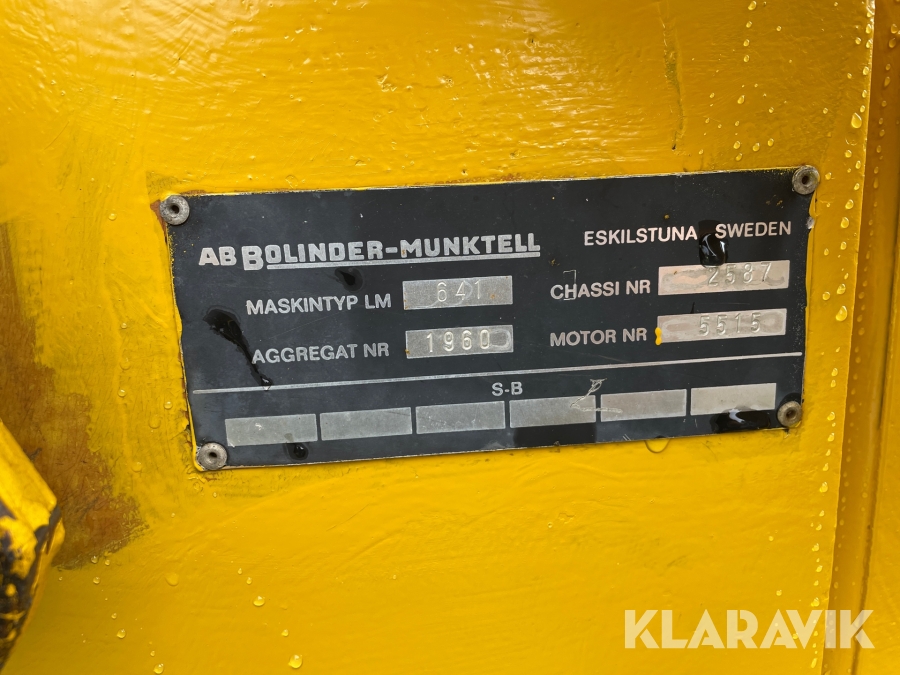 AB BOLINDER-MUNKTELL ESKILSTUNA SWEDEN
MASKINTYP LM 641 CHASSI NR 2587
AGGREGAT NR 1960 MOTOR NR 5515
S-B
KLARAVIK